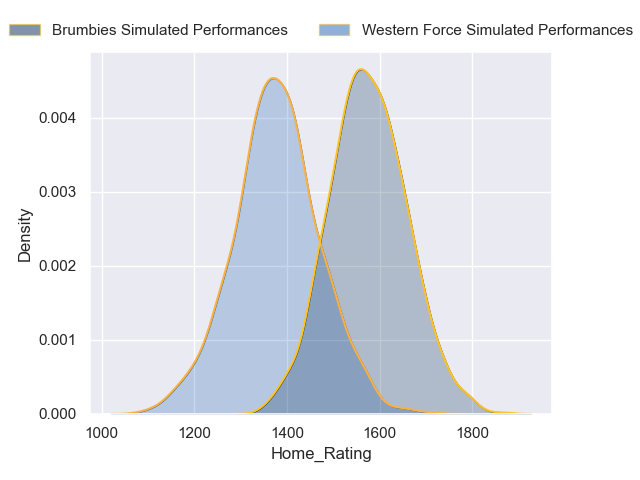 Brumbies Simulated Performances
Western Force Simulated Performances
0.004
0.003
0.002
0.001
0.000
Density
1000 1200 1400 1600 1800
Home_Rating